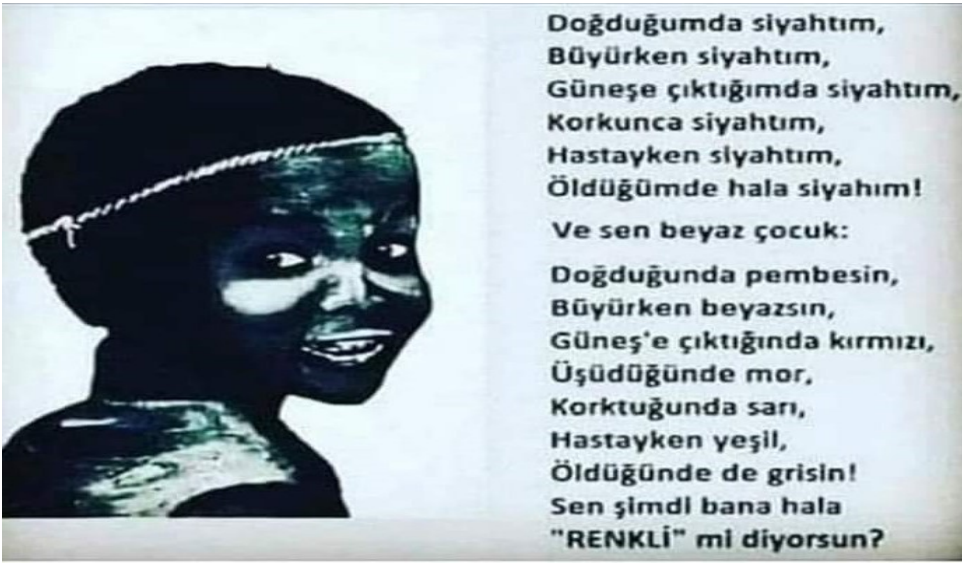 Doğduğumda siyahtım,
Büyürken siyahtım,
Güneşe çıktığımda siyahtım,
Korkunca siyahtım,
Hastayken siyahtım,
Öldüğümde hala siyahım!
Ve sen beyaz çocuk:
Doğduğunda pembesin,
Büyürken beyazsın,
Güneş'e çıktığında kırmızı,
Üşüdüğünde mor,
Korktuğunda sarı,
Hastayken yeşil,
Öldüğünde de grisin!
Sen şimdi bana hala
"RENKLİ" mi diyorsun?